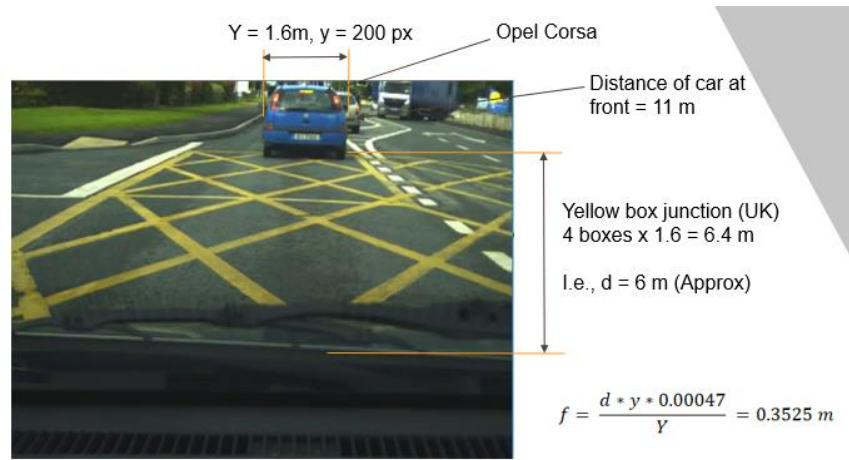 Y = 1.6m, y = 200 px
Opel Corsa
Distance of car at
front = 11 m
Yellow box junction (UK)
4 boxes x 1.6 = 6.4 m
I.e., d = 6 m (Approx)
f = d * y * 0.00047 / Y = 0.3525 m